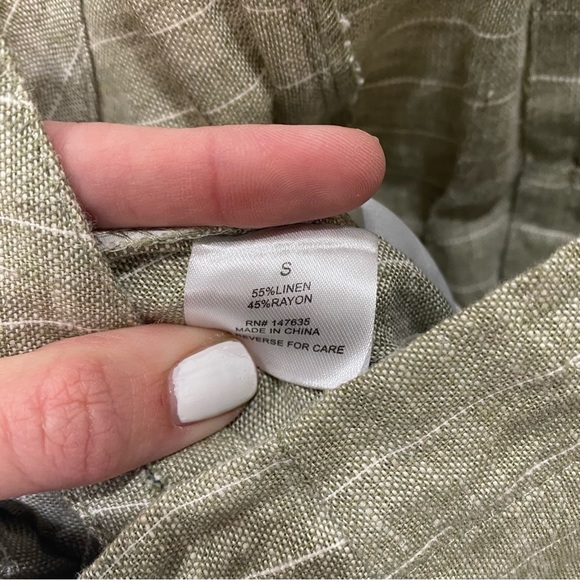 S
55%LINEN
45%RAYON
RN# 147635
MADE IN CHINA
REVERSE FOR CARE